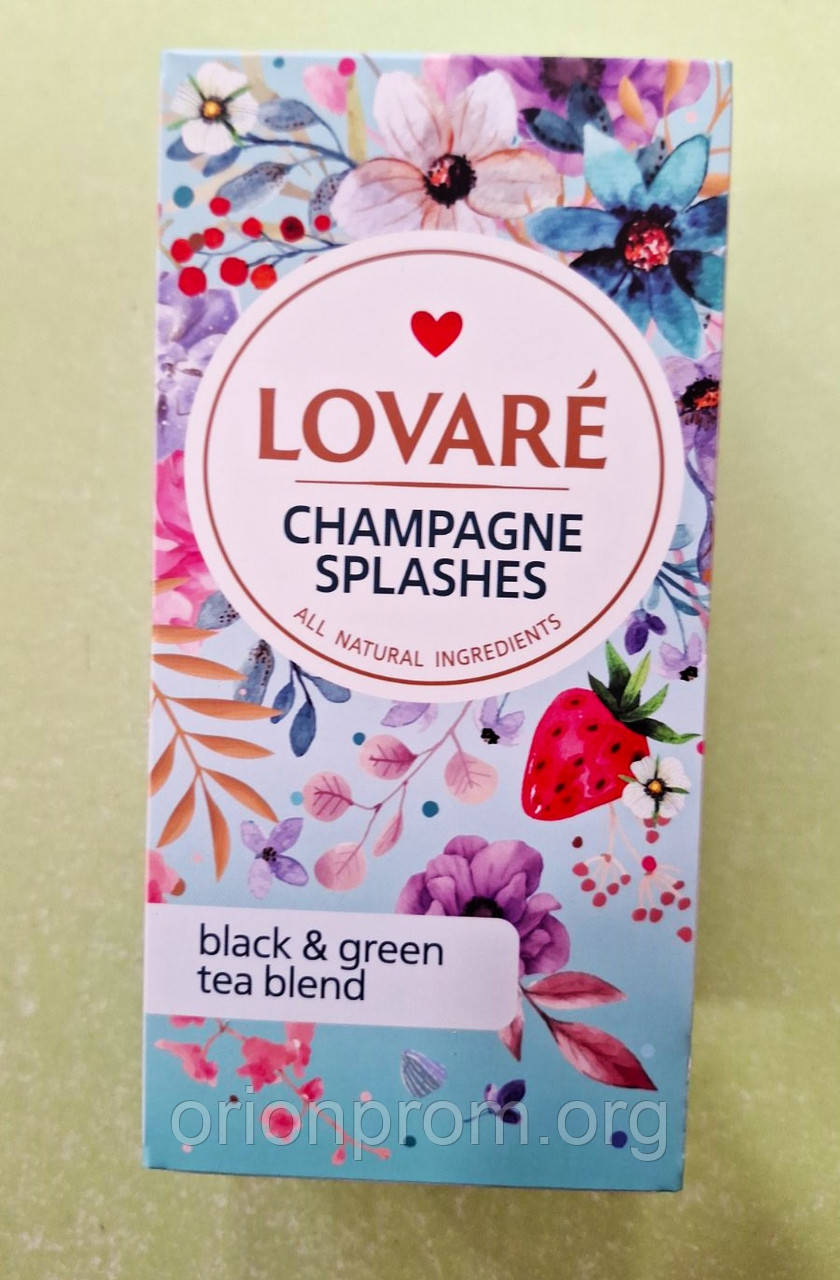 LOVARÉ
CHAMPAGNE
SPLASHES
ALL NATURAL INGREDIENTS
black & green
tea blend
orionprom.org